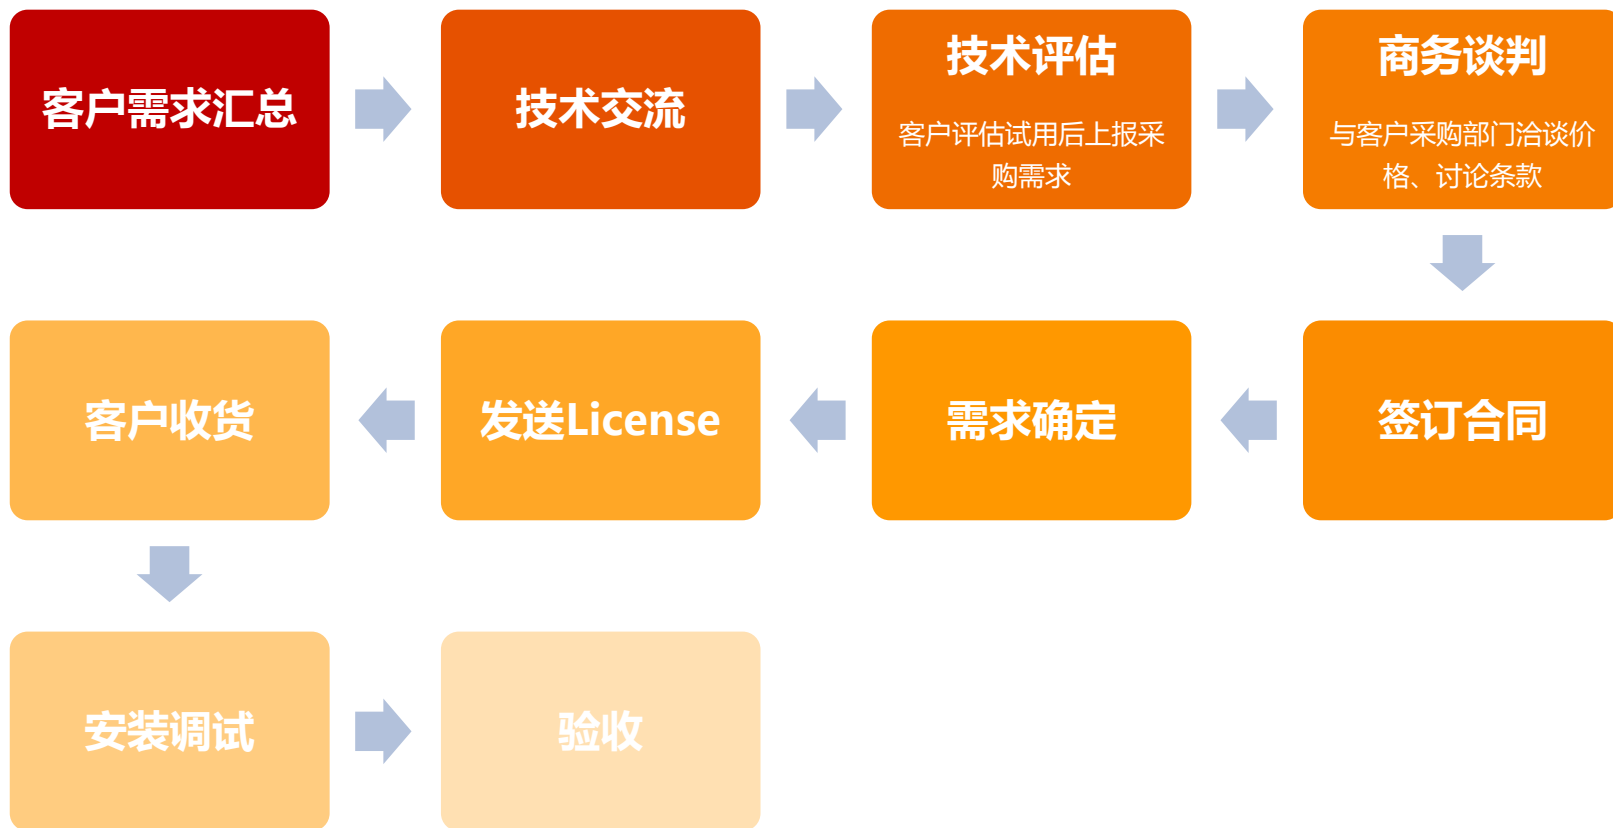 客户需求汇总
技术交流
技术评估
客户评估试用后上报采
购需求
商务谈判
与客户采购部门洽谈价
格、讨论条款
签订合同
需求确定
发送License
客户收货
安装调试
验收